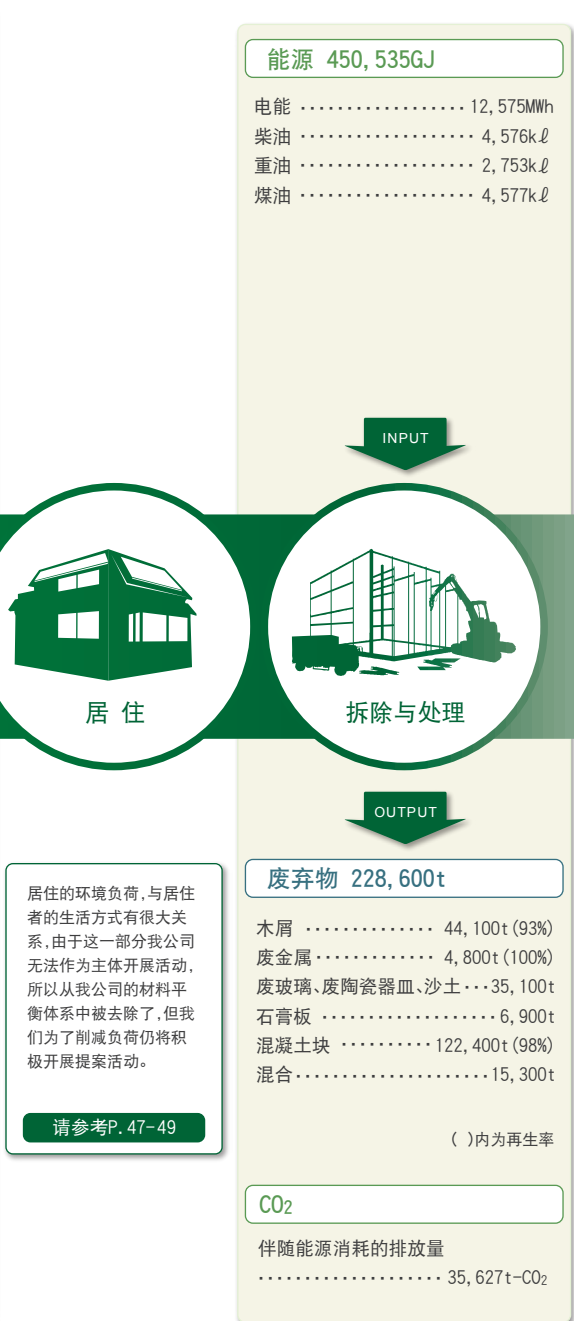 能源 450,535GJ
电能 ·················· 12,575MWh
柴油 ··················· 4,576kℓ
重油 ··················· 2,753kℓ
煤油 ··················· 4,577kℓ
INPUT
居 住
拆除与处理
OUTPUT
居住的环境负荷,与居住
者的生活方式有很大关
系,由于这一部分我公司
无法作为主体开展活动,
所以从我公司的材料平
衡体系中被去除了,但我
们为了削减负荷仍将积
极开展提案活动。
请参考P.47-49
废弃物 228,600t
木屑 ·············· 44,100t(93%)
废金属············· 4,800t(100%)
废玻璃、废陶瓷器皿、沙土···35,100t
石膏板 ···················6,900t
混凝土块 ··········122,400t(98%)
混合·····················15,300t
( )内为再生率
CO₂
伴随能源消耗的排放量
···················· 35,627t-CO₂